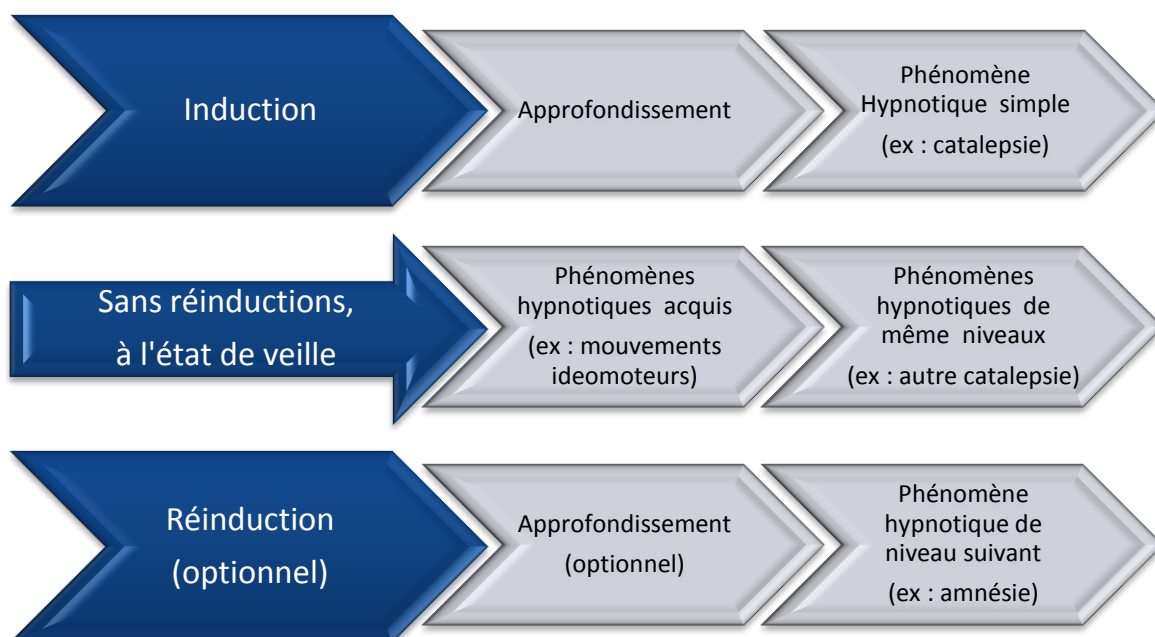 Induction
Approfondissement
Phénomène
Hypnotique simple
(ex : catalepsie)
Sans réinductions,
à l'état de veille
Phénomènes
hypnotiques acquis
(ex : mouvements
ideomoteurs)
Phénomènes
hypnotiques de
même niveaux
(ex : autre catalepsie)
Réinduction
(optionnel)
Approfondissement
(optionnel)
Phénomène
hypnotique de
niveau suivant
(ex : amnésie)